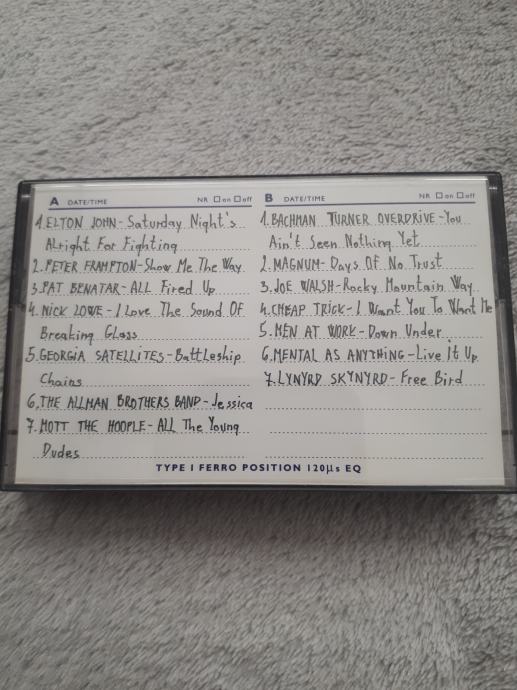 A DATE/TIME NR ☐ on ☐ off
1. ELTON JOHN - Saturday Night's
Alright For Fighting
2. PETER FRAMPTON - Show Me The Way
3. PAT BENATAR - ALL Fired Up
4. NICK LOWE - I Love The Sound Of
Breaking Glass
5. GEORGIA SATELLITES - Battleship
Chains
6. THE ALLMAN BROTHERS BAND - Jessica
7. MOTT THE HOOPLE - ALL The Young
Dudes
B DATE/TIME NR ☐ on ☐ off
1. BACHMAN TURNER OVERDRIVE - You
Ain't Seen Nothing Yet
2. MAGNUM - Days Of No Trust
3. JOE WALSH - Rocky Mountain Way
4. CHEAP TRICK - I Want You To Want Me
5. MEN AT WORK - Down Under
6. MENTAL AS ANYTHING - Live It Up
7. LYNYRD SKYNYRD - Free Bird
TYPE I FERRO POSITION 120µs EQ